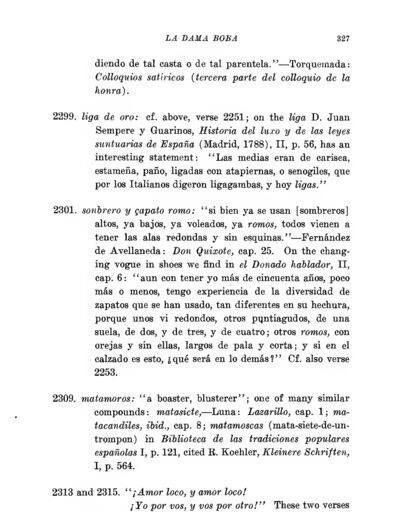 LA DAMA BOBA 327
diendo de tal casta o de tal parentela."—Torquemada:
Colloquios satíricos (tercera parte del colloquio de la
honra).
2299. liga de oro: cf. above, verse 2251; on the liga D. Juan
Sempere y Guarinos, Historia del luxo y de las leyes
suntuarias de España (Madrid, 1788), II, p. 56, has an
interesting statement: "Las medias eran de carisea,
estameña, paño, ligadas con atapiernas, o senogiles, que
por los Italianos digeron ligagambas, y hoy ligas."
2301. sonbrero y çapato romo: "si bien ya se usan [sombreros]
altos, ya bajos, ya voleados, ya romos, todos vienen a
tener las alas redondas y sin esquinas."—Fernández
de Avellaneda: Don Quixote, cap. 25. On the chang-
ing vogue in shoes we find in el Donado hablador, II,
cap. 6: "aun con tener yo más de cincuenta años, poco
más o menos, tengo experiencia de la diversidad de
zapatos que se han usado, tan diferentes en su hechura,
porque unos vi redondos, otros puntiagudos, de una
suela, de dos, y de tres, y de cuatro; otros romos, con
orejas y sin ellas, largos de pala y corta; y si en el
calzado es esto, ¿qué será en lo demás?" Cf. also verse
2253.
2309. matamoros: "a boaster, blusterer"; one of many similar
compounds: matasiete,—Luna: Lazarillo, cap. 1; ma-
tacandiles, ibid., cap. 8; matamoscas (mata-siete-de-un-
trompon) in Biblioteca de las tradiciones populares
españolas I, p. 121, cited R. Koehler, Kleinere Schriften,
I, p. 564.
2313 and 2315. "¡Amor loco, y amor loco!
¡Yo por vos, y vos por otro!" These two verses